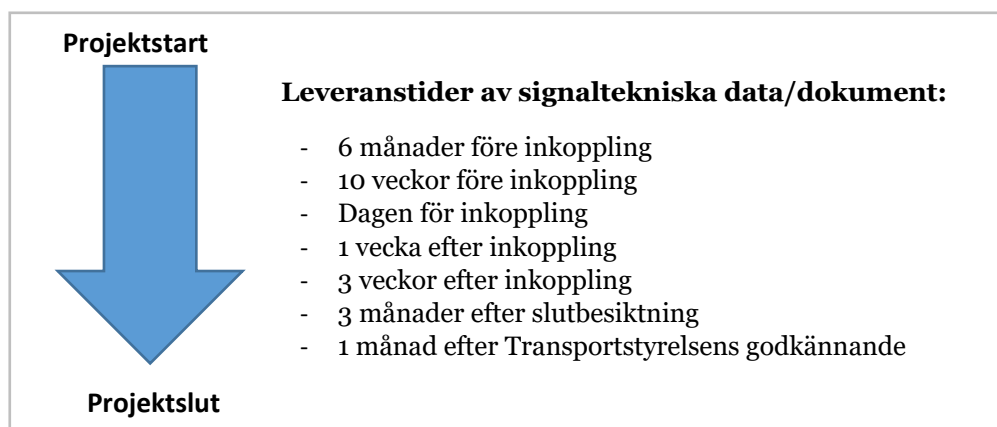 Projektstart
Leveranstider av signaltekniska data/dokument:
- 6 månader före inkoppling
- 10 veckor före inkoppling
- Dagen för inkoppling
- 1 vecka efter inkoppling
- 3 veckor efter inkoppling
- 3 månader efter slutbesiktning
- 1 månad efter Transportstyrelsens godkännande
Projektslut